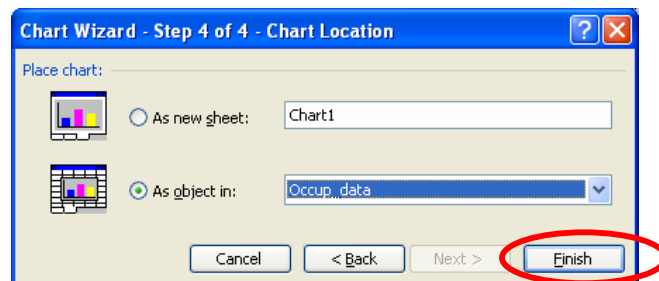 Chart Wizard - Step 4 of 4 - Chart Location
Place chart:
As new sheet: Chart1
As object in: Occup_data
Cancel < Back Next > Finish